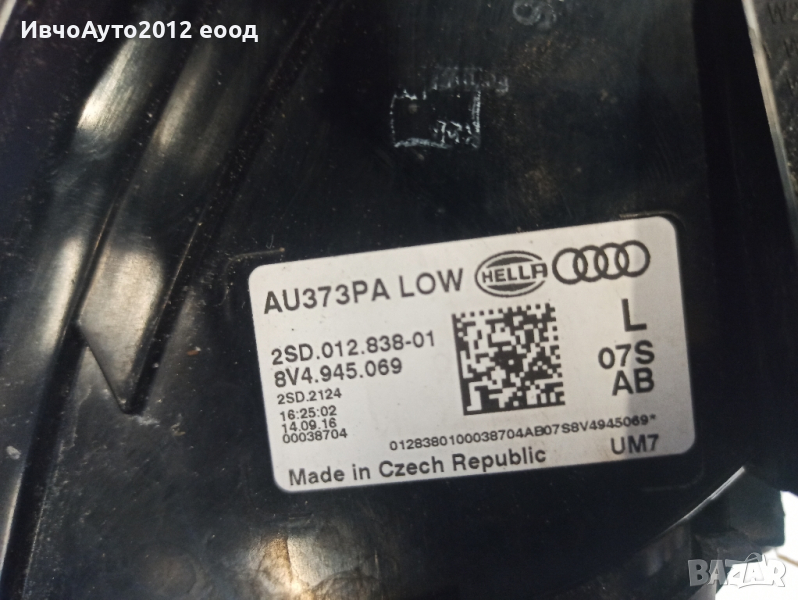 ИвчоАуто2012 еоод
AU373PA LOW HELLA
2SD.012.838-01
8V4.945.069
L
07S
AB
2SD.2124
16:25:02
14.09.16
00038704
0128380100038704AB07S8V4945069*
Made in Czech Republic
UM7
BAZAR